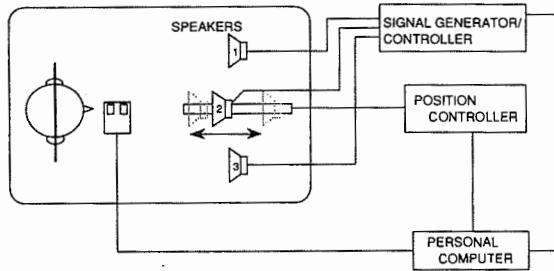 SPEAKERS
1
2
3
SIGNAL GENERATOR/
CONTROLLER
POSITION
CONTROLLER
PERSONAL
COMPUTER